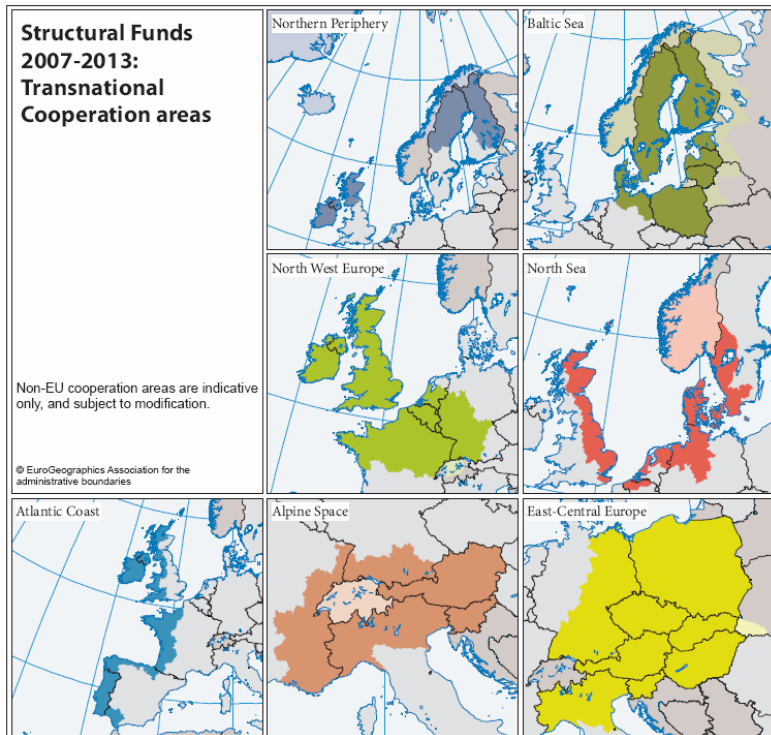 Structural Funds
2007-2013:
Transnational
Cooperation areas
Northern Periphery
Baltic Sea
North West Europe
North Sea
Non-EU cooperation areas are indicative
only, and subject to modification.
© EuroGeographics Association for the
administrative boundaries
Atlantic Coast
Alpine Space
East-Central Europe